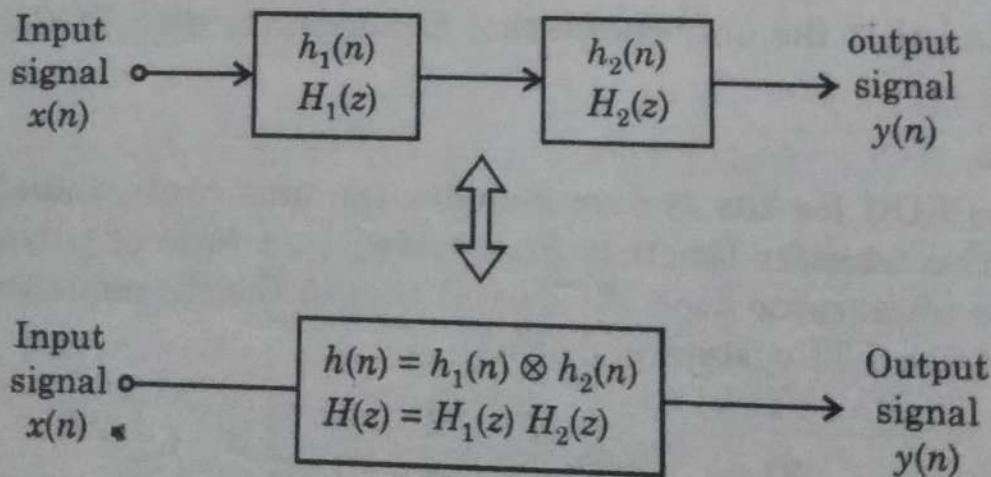 Input
signal
x(n)
h₁(n)
H₁(z)
h₂(n)
H₂(z)
output
signal
y(n)
Input
signal
x(n)
h(n) = h₁(n) ⊗ h₂(n)
H(z) = H₁(z) H₂(z)
Output
signal
y(n)